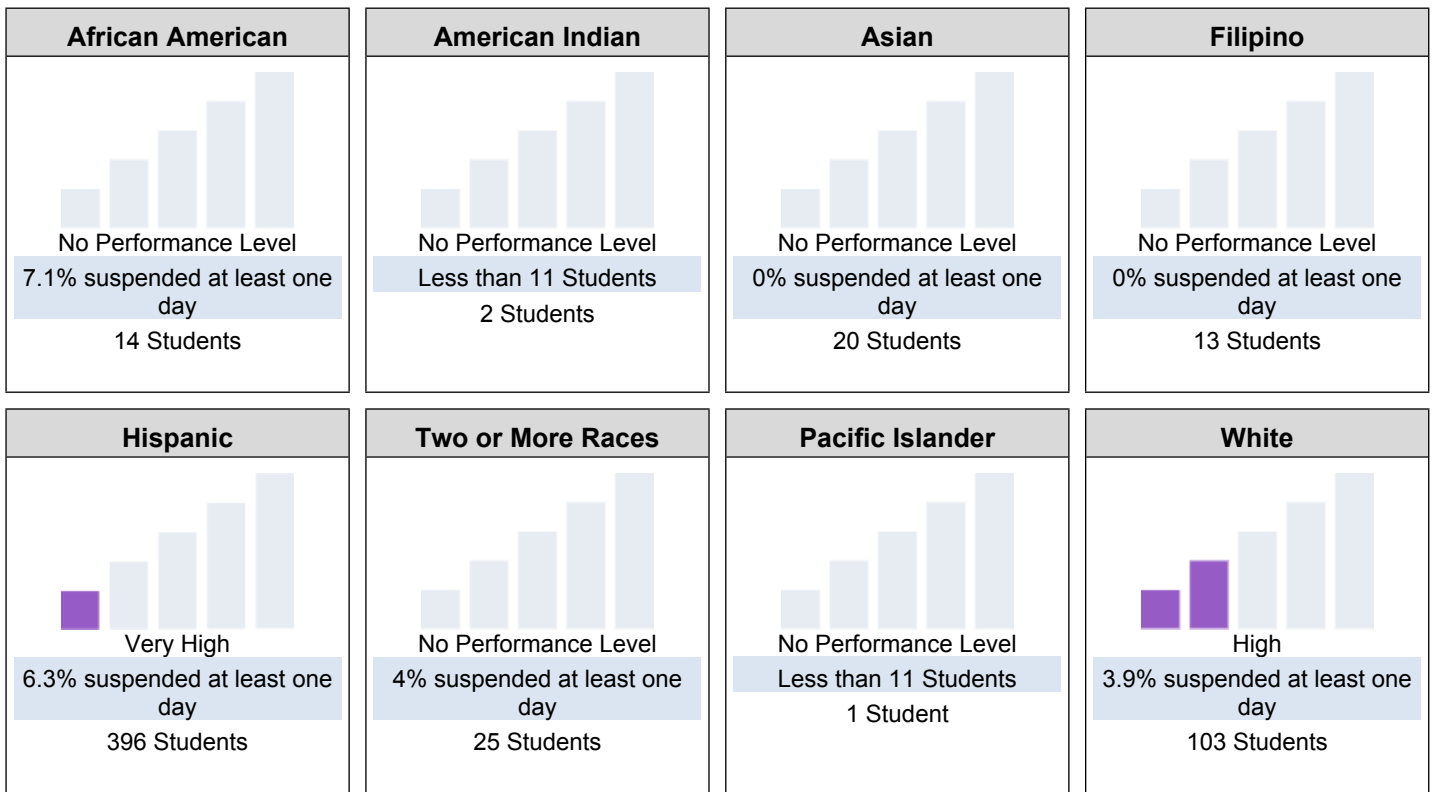 African American
No Performance Level
7.1% suspended at least one
day
14 Students
American Indian
No Performance Level
Less than 11 Students
2 Students
Asian
No Performance Level
0% suspended at least one
day
20 Students
Filipino
No Performance Level
0% suspended at least one
day
13 Students
Hispanic
Very High
6.3% suspended at least one
day
396 Students
Two or More Races
No Performance Level
4% suspended at least one
day
25 Students
Pacific Islander
No Performance Level
Less than 11 Students
1 Student
White
High
3.9% suspended at least one
day
103 Students